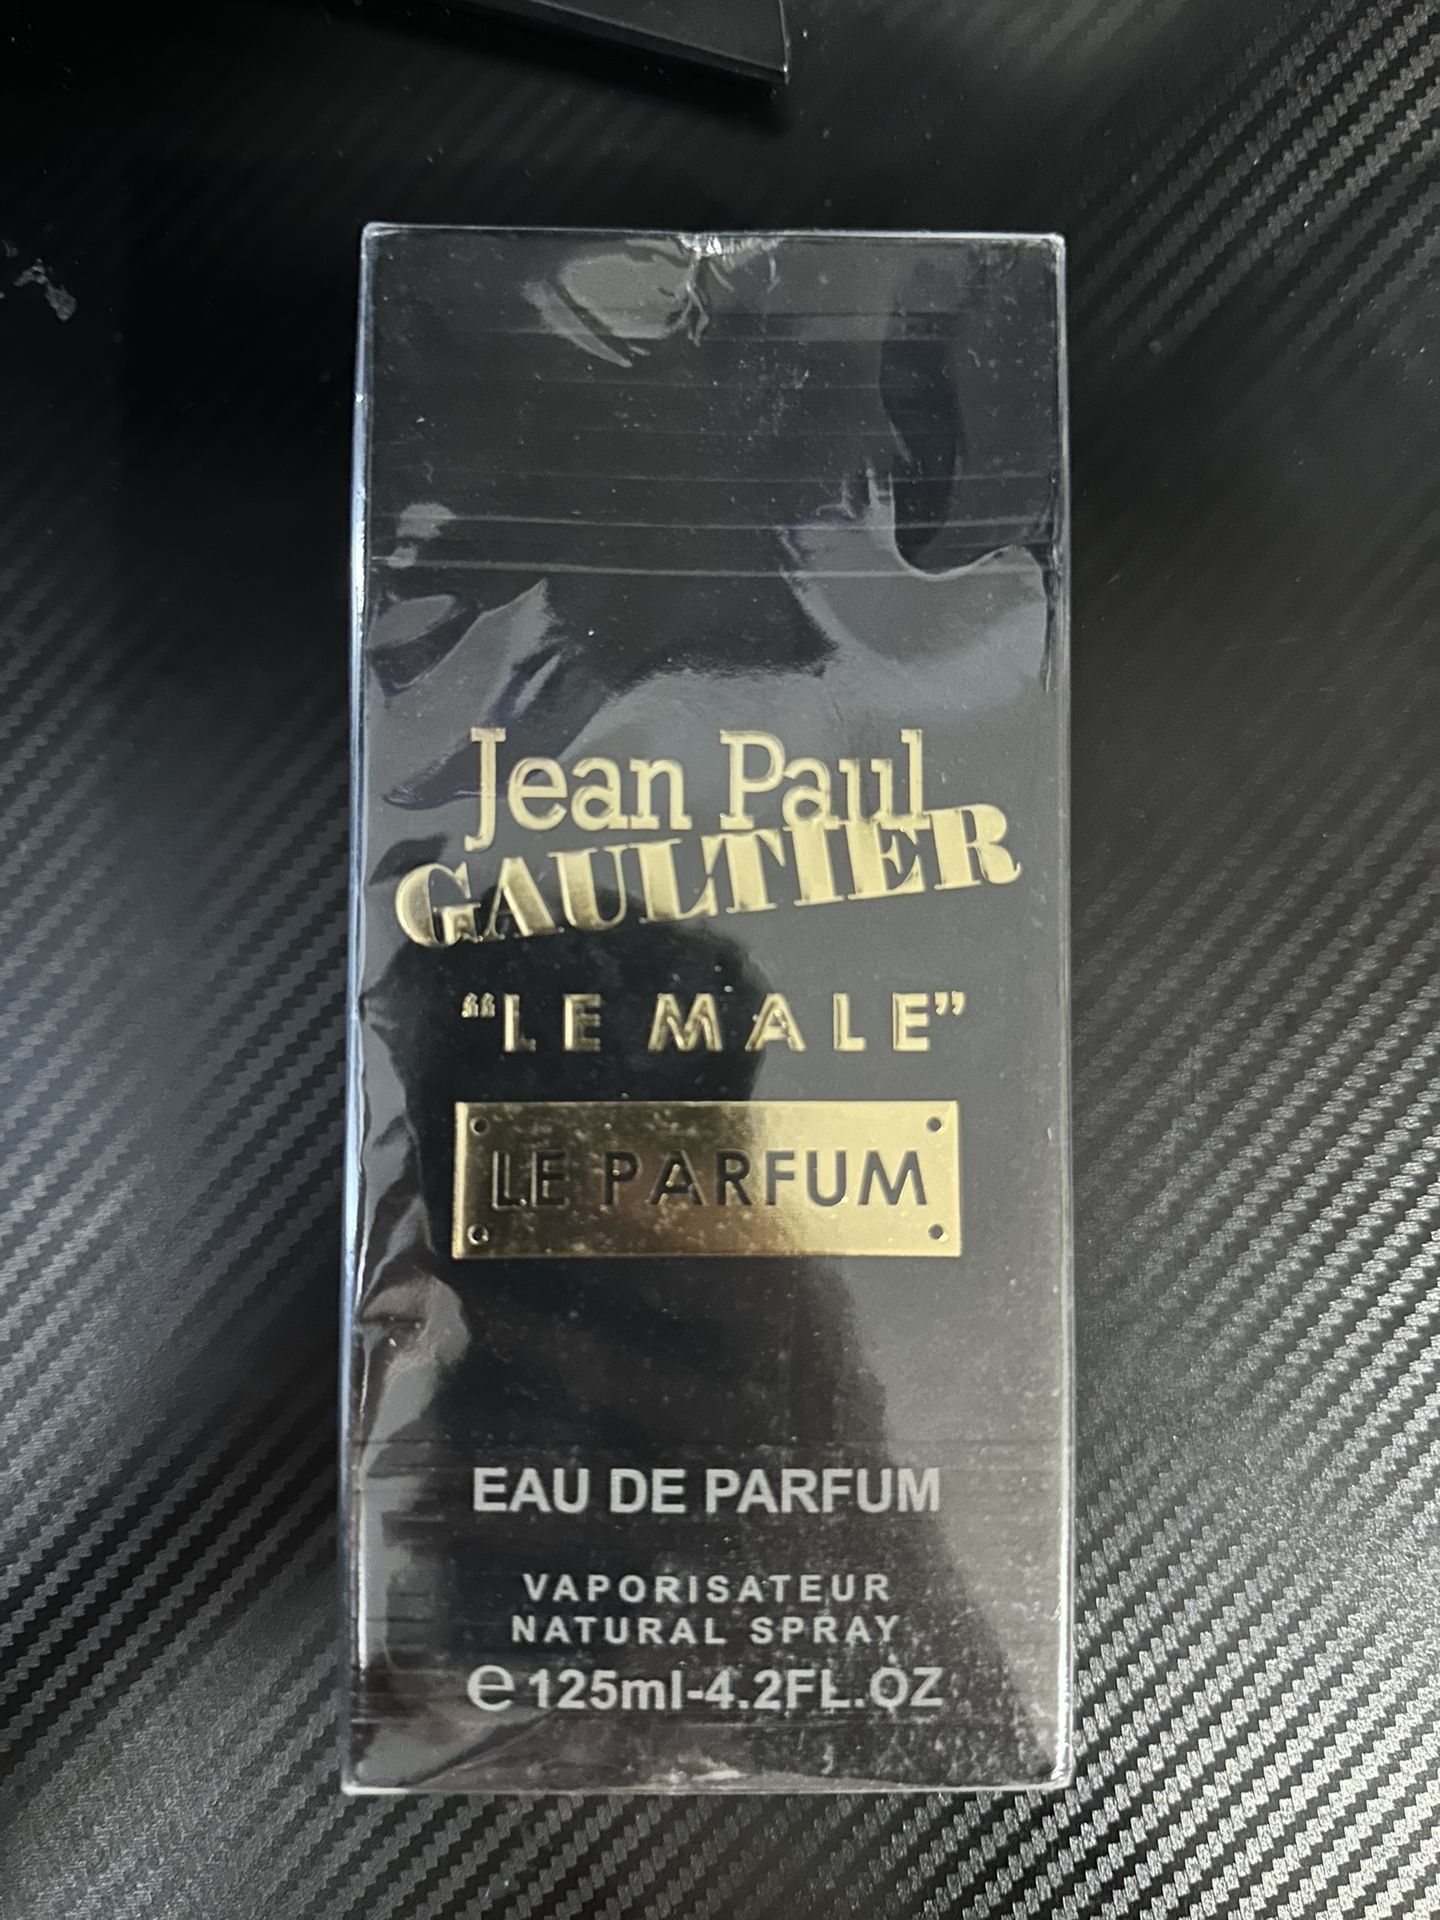 Jean Paul
GAULTIER
“LE MALE”
LE PARFUM
EAU DE PARFUM
VAPORISATEUR
NATURAL SPRAY
℮ 125ml-4.2FL.OZ